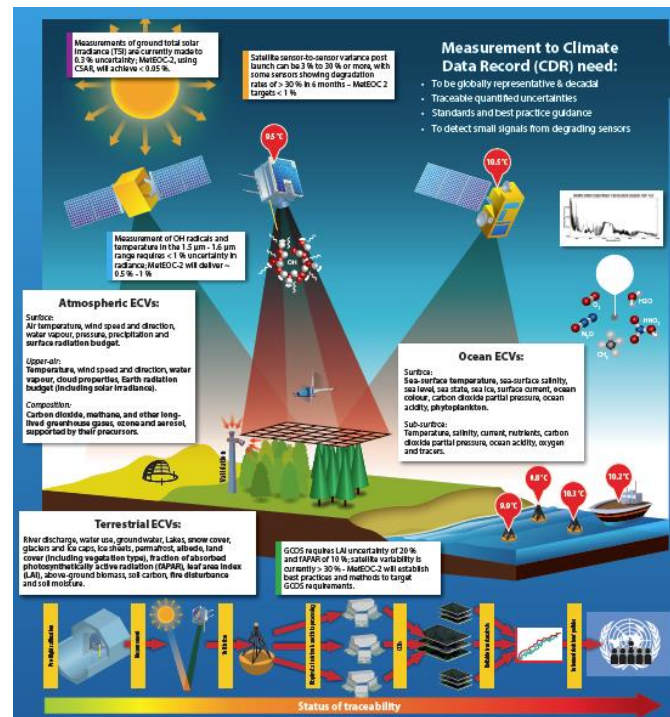 Measurements of ground total solar
irradiance (TSI) are currently made to
0.3 % uncertainty; MetEOC-2, using
CSAR, will achieve < 0.05 %.
Satellite sensor-to-sensor variance post
launch can be 3 % to 30 % or more, with
some sensors showing degradation
rates of > 30 % in 6 months – MetEOC 2
targets < 1 %
Measurement to Climate
Data Record (CDR) need:
• To be globally representative & decadal
• Traceable quantified uncertainties
• Standards and best practice guidance
• To detect small signals from degrading sensors
9.5 °C
10.5 °C
Measurement of OH radicals and
temperature in the 1.5 µm - 1.6 µm
range requires < 1 % uncertainty in
radiance; MetEOC-2 will deliver ~
0.5 % - 1 %
OH
O3
H2O
N2O
HNO3
CH4
Atmospheric ECVs:
Surface:
Air temperature, wind speed and direction,
water vapour, pressure, precipitation and
surface radiation budget.
Upper-air:
Temperature, wind speed and direction, water
vapour, cloud properties, Earth radiation
budget (including solar irradiance).
Composition:
Carbon dioxide, methane, and other long-
lived greenhouse gases, ozone and aerosol,
supported by their precursors.
Ocean ECVs:
Surface:
Sea-surface temperature, sea-surface salinity,
sea level, sea state, sea ice, surface current, ocean
colour, carbon dioxide partial pressure, ocean
acidity, phytoplankton.
Sub-surface:
Temperature, salinity, current, nutrients, carbon
dioxide partial pressure, ocean acidity, oxygen
and tracers.
Validation
9.9 °C
9.8 °C
10.3 °C
10.2 °C
Terrestrial ECVs:
River discharge, water use, groundwater, Lakes, snow cover,
glaciers and ice caps, ice sheets, permafrost, albedo, land
cover (including vegetation type), fraction of absorbed
photosynthetically active radiation (fAPAR), leaf area index
(LAI), above-ground biomass, soil carbon, fire disturbance
and soil moisture.
GCOS requires LAI uncertainty of 20 %
and fAPAR of 10 %; satellite variability is
currently > 30 % - MetEOC-2 will establish
best practices and methods to target
GCOS requirements.
Pre-flight calibration
CDRs
Status of traceability